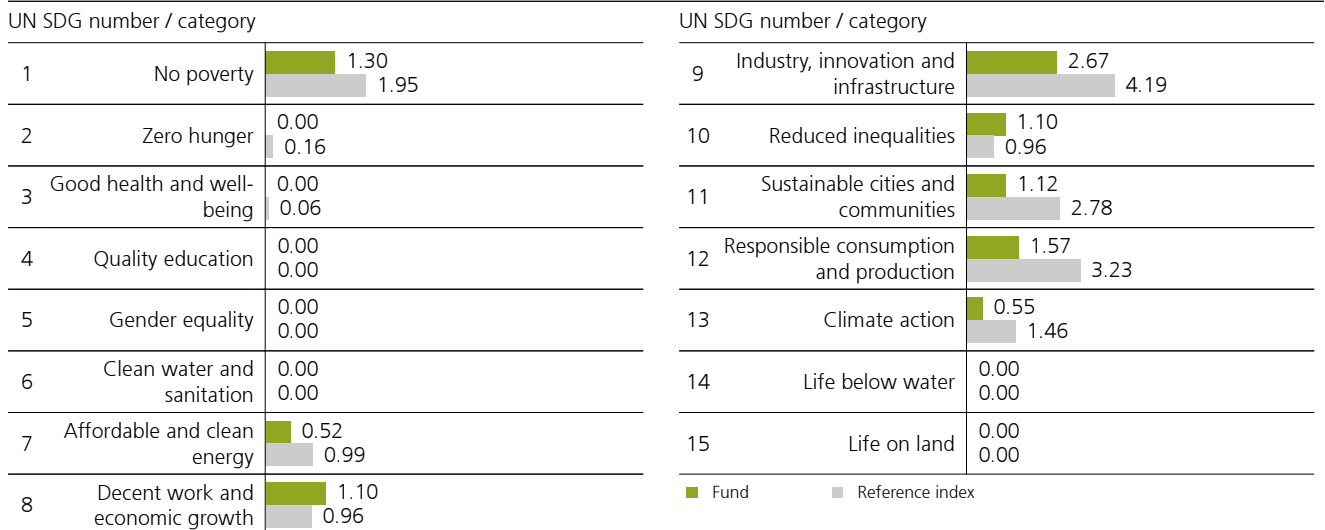 UN SDG number / category
1 No poverty 1.30
1.95
2 Zero hunger 0.00
0.16
3 Good health and well-
being 0.00
0.06
4 Quality education 0.00
0.00
5 Gender equality 0.00
0.00
6 Clean water and
sanitation 0.00
0.00
7 Affordable and clean
energy 0.52
0.99
8 Decent work and
economic growth 1.10
0.96
UN SDG number / category
9 Industry, innovation and
infrastructure 2.67
4.19
10 Reduced inequalities 1.10
0.96
11 Sustainable cities and
communities 1.12
2.78
12 Responsible consumption
and production 1.57
3.23
13 Climate action 0.55
1.46
14 Life below water 0.00
0.00
15 Life on land 0.00
0.00
Fund Reference index